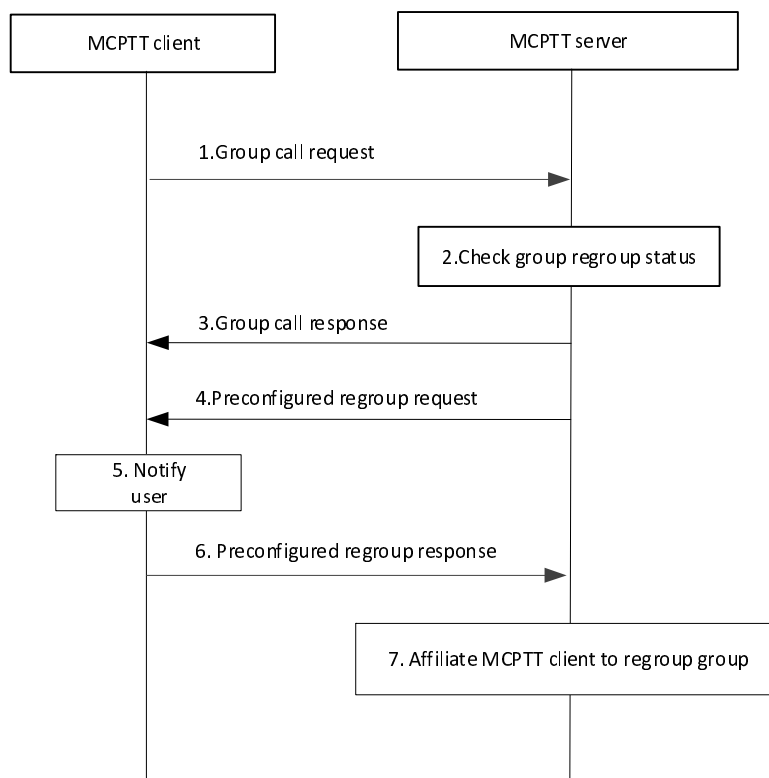 MCPTT client
MCPTT server
1.Group call request
2.Check group regroup status
3.Group call response
4.Preconfigured regroup request
5. Notify
user
6. Preconfigured regroup response
7. Affiliate MCPTT client to regroup group